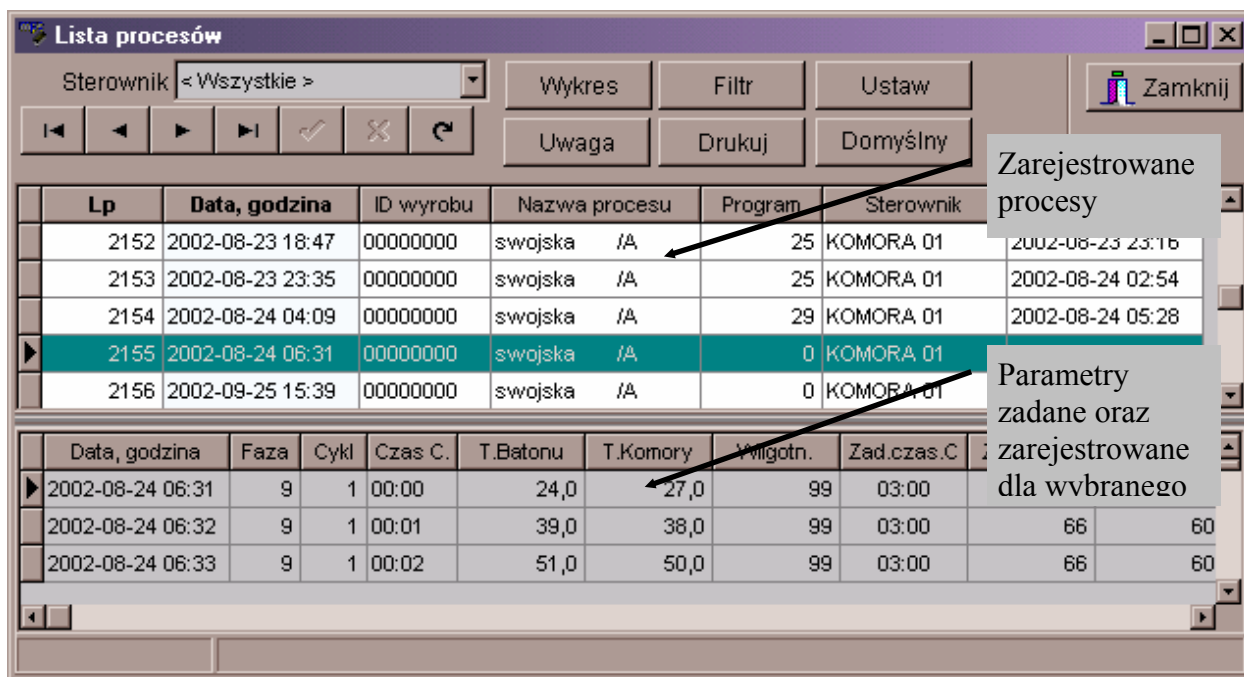 Lista procesów
Sterownik < Wszystkie > Wykres Filtr Ustaw Zamknij
Uwaga Drukuj Domyślny
Zarejestrowane
procesy
Lp Data, godzina ID wyrobu Nazwa procesu Program Sterownik
2152 2002-08-23 18:47 00000000 swojska /A 25 KOMORA 01 2002-08-23 23:16
2153 2002-08-23 23:35 00000000 swojska /A 25 KOMORA 01 2002-08-24 02:54
2154 2002-08-24 04:09 00000000 swojska /A 29 KOMORA 01 2002-08-24 05:28
2155 2002-08-24 06:31 00000000 swojska /A 0 KOMORA 01
2156 2002-09-25 15:39 00000000 swojska /A 0 KOMORA 01
Parametry
zadane oraz
zarejestrowane
dla wybranego
Data, godzina Faza Cykl Czas C. T.Batonu T.Komory Wilgotn. Zad.czas.C
2002-08-24 06:31 9 1 00:00 24,0 27,0 99 03:00
2002-08-24 06:32 9 1 00:01 39,0 38,0 99 03:00 66 60
2002-08-24 06:33 9 1 00:02 51,0 50,0 99 03:00 66 60